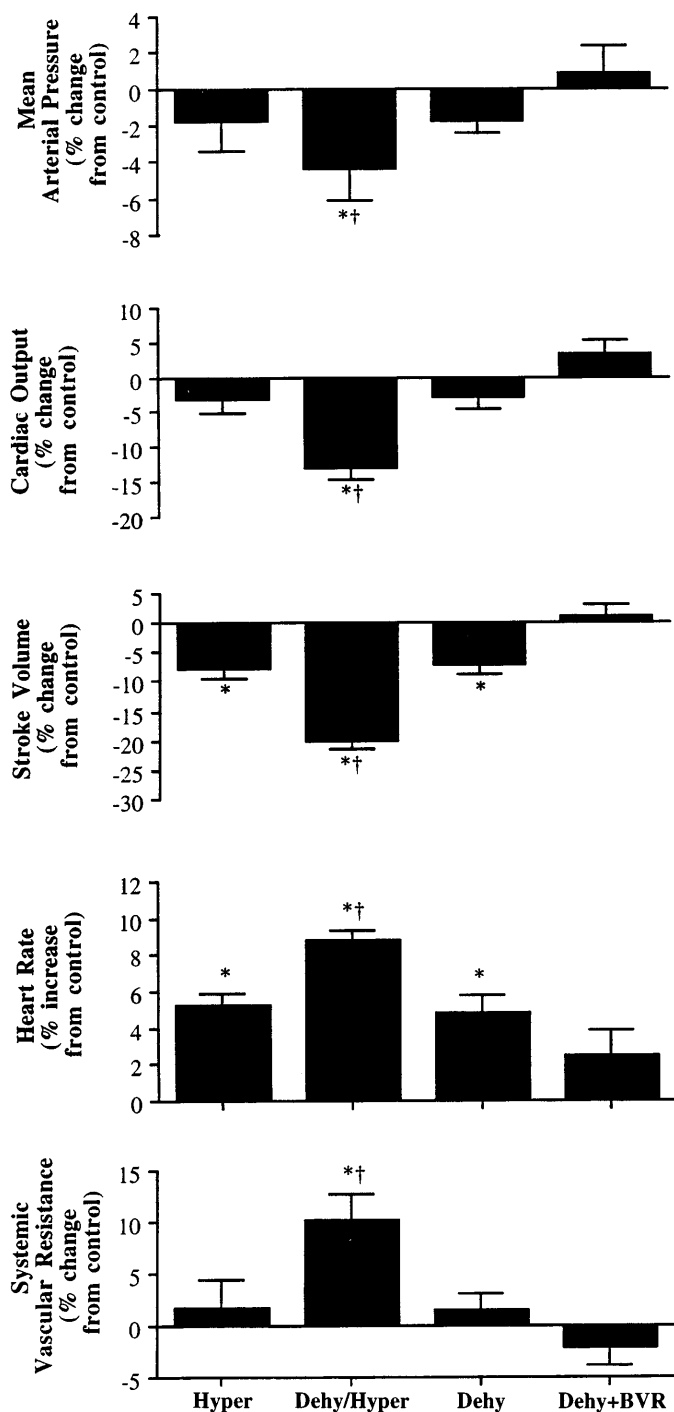 Mean
Arterial Pressure
(% change
from control)
4
2
0
-2
-4
-6
-8
*†
Cardiac Output
(% change
from control)
10
5
0
-5
-10
-15
-20
*†
Stroke Volume
(% change
from control)
5
0
-5
-10
-15
-20
-25
-30
*
*†
*
Heart Rate
(% increase
from control)
12
10
8
6
4
2
0
*
*†
*
Systemic
Vascular Resistance
(% change
from control)
15
10
5
0
-5
*†
Hyper Dehy/Hyper Dehy Dehy+BVR